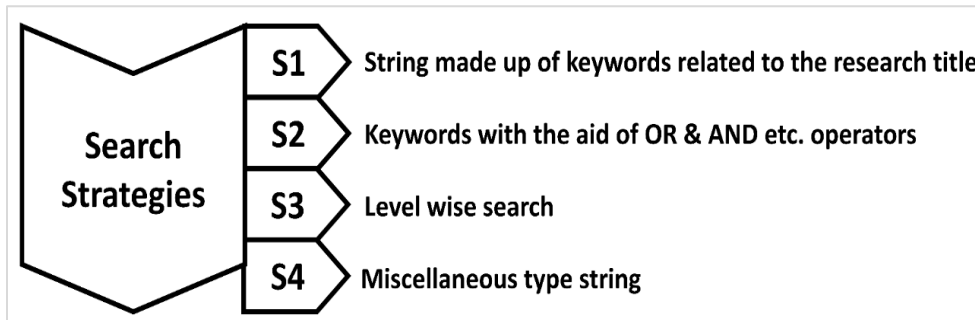 Search
Strategies
S1 String made up of keywords related to the research title
S2 Keywords with the aid of OR & AND etc. operators
S3 Level wise search
S4 Miscellaneous type string